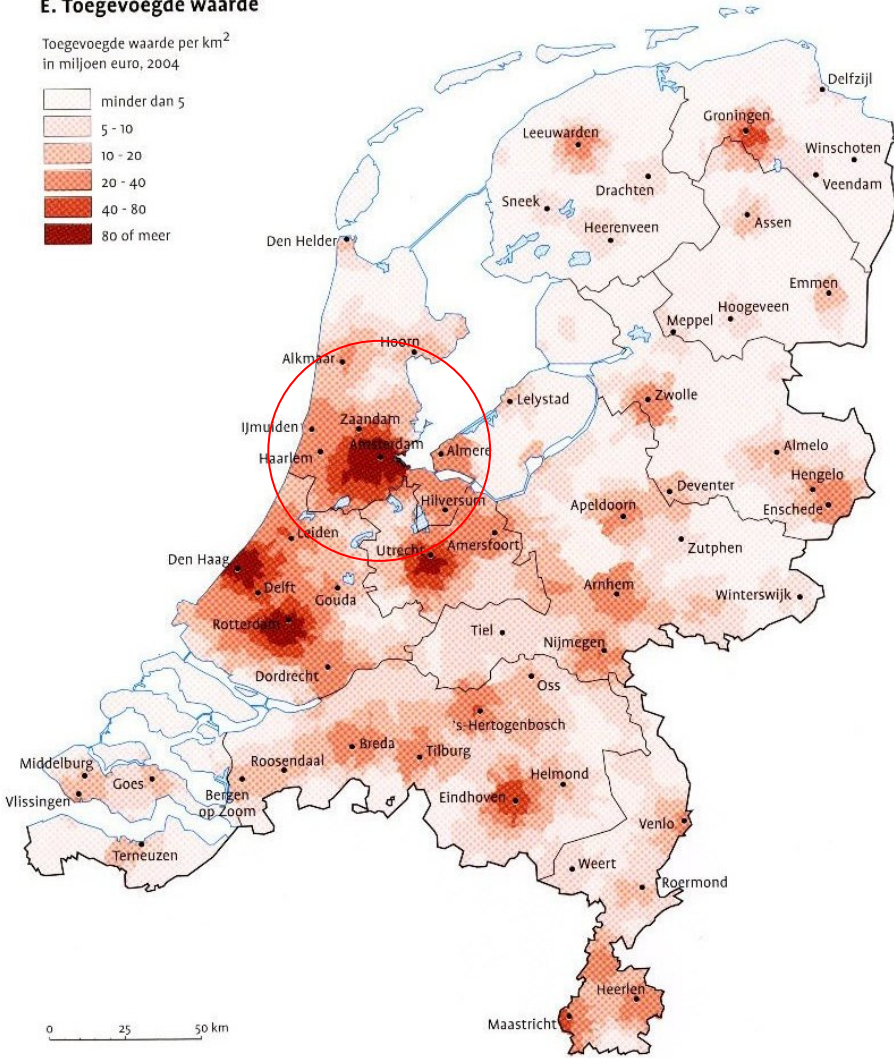 E. Toegevoegde waarde
Toegevoegde waarde per km²
in miljoen euro, 2004
minder dan 5
5 - 10
10 - 20
20 - 40
40 - 80
80 of meer
Delfzijl
Groningen
Leeuwarden
Winschoten
Veendam
Drachten
Sneek
Assen
Heerenveen
Den Helder
Emmen
Hoogeveen
Meppel
Hoorn
Alkmaar
Lelystad
Zwolle
Zaandam
IJmuiden
Amsterdam
Almere
Haarlem
Almelo
Hengelo
Deventer
Hilversum
Apeldoorn
Enschede
Leiden
Utrecht
Amersfoort
Zutphen
Den Haag
Delft
Gouda
Arnhem
Winterswijk
Rotterdam
Tiel
Nijmegen
Dordrecht
Oss
's-Hertogenbosch
Breda
Tilburg
Roosendaal
Middelburg
Goes
Helmond
Bergen
op Zoom
Eindhoven
Vlissingen
Venlo
Terneuzen
Weert
Roermond
Heerlen
Maastricht
0 25 50 km